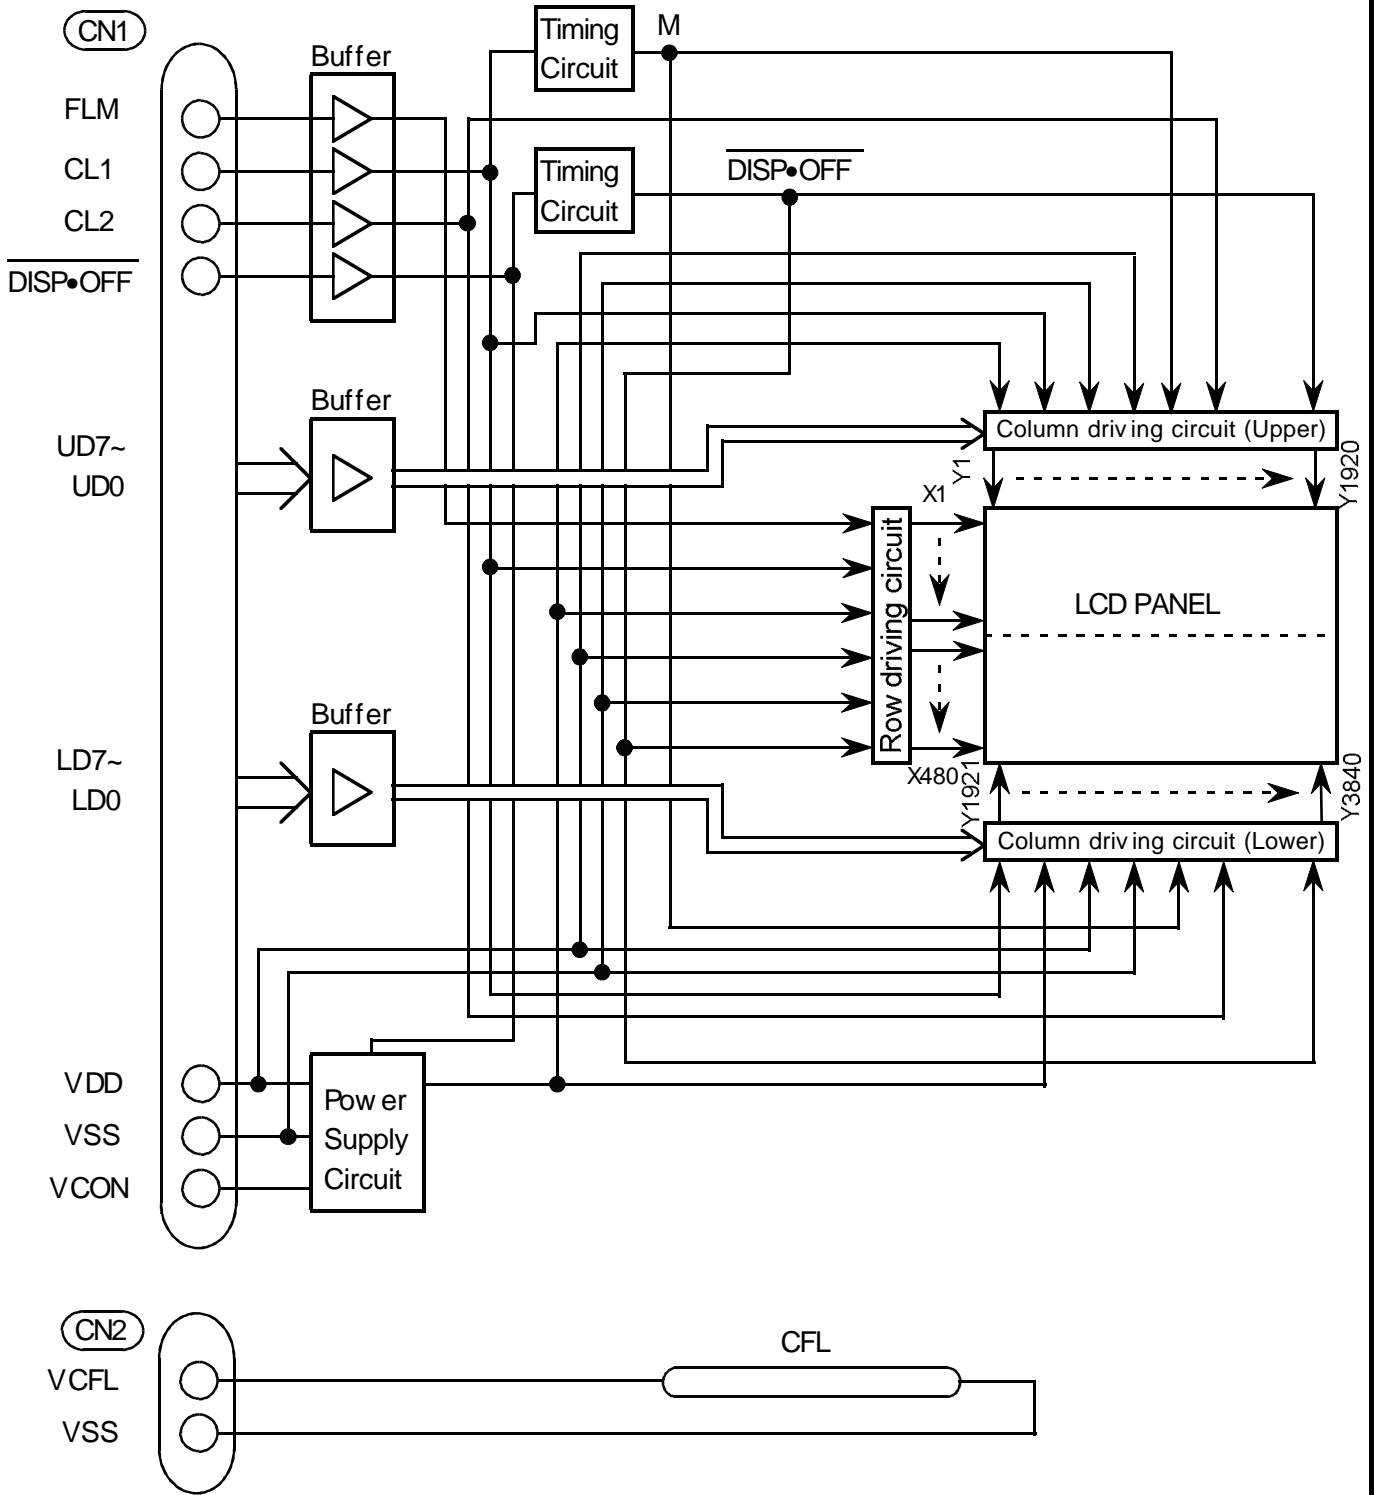 CN1
Timing
Circuit
M
Buffer
FLM
CL1
CL2
DISP•OFF
Timing
Circuit
DISP•OFF
Buffer
UD7~
UD0
Column driving circuit (Upper)
Y1
Y1920
X1
Row driving circuit
LCD PANEL
Buffer
LD7~
LD0
X480
Y1921
Y3840
Column driving circuit (Lower)
VDD
VSS
VCON
Power
Supply
Circuit
CN2
VCFL
VSS
CFL